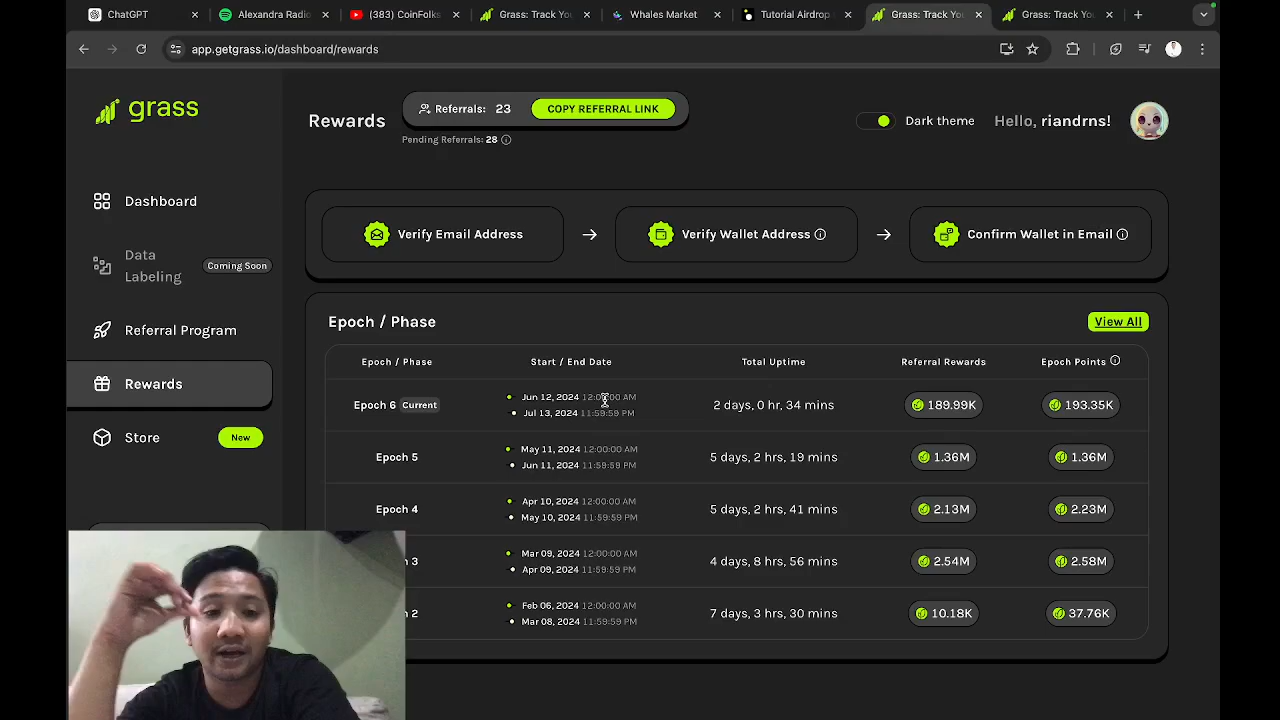 ChatGPT
Alexandra Radio
(383) CoinFolks
Grass: Track You
Whales Market
Tutorial Airdrop
Grass: Track You
Grass: Track You
app.getgrass.io/dashboard/rewards
grass
Rewards
Referrals: 23
COPY REFERRAL LINK
Pending Referrals: 28
Dark theme
Hello, riandrns!
Dashboard
Data
Labeling
Coming Soon
Referral Program
Rewards
Store
New
Verify Email Address
Verify Wallet Address
Confirm Wallet in Email
Epoch / Phase
View All
Epoch / Phase
Start / End Date
Total Uptime
Referral Rewards
Epoch Points
Epoch 6 Current
Jun 12, 2024 12:00:00 AM
Jul 13, 2024 11:59:59 PM
2 days, 0 hr, 34 mins
189.99K
193.35K
Epoch 5
May 11, 2024 12:00:00 AM
Jun 11, 2024 11:59:59 PM
5 days, 2 hrs, 19 mins
1.36M
1.36M
Epoch 4
Apr 10, 2024 12:00:00 AM
May 10, 2024 11:59:59 PM
5 days, 2 hrs, 41 mins
2.13M
2.23M
3
Mar 09, 2024 12:00:00 AM
Apr 09, 2024 11:59:59 PM
4 days, 8 hrs, 56 mins
2.54M
2.58M
2
Feb 06, 2024 12:00:00 AM
Mar 08, 2024 11:59:59 PM
7 days, 3 hrs, 30 mins
10.18K
37.76K